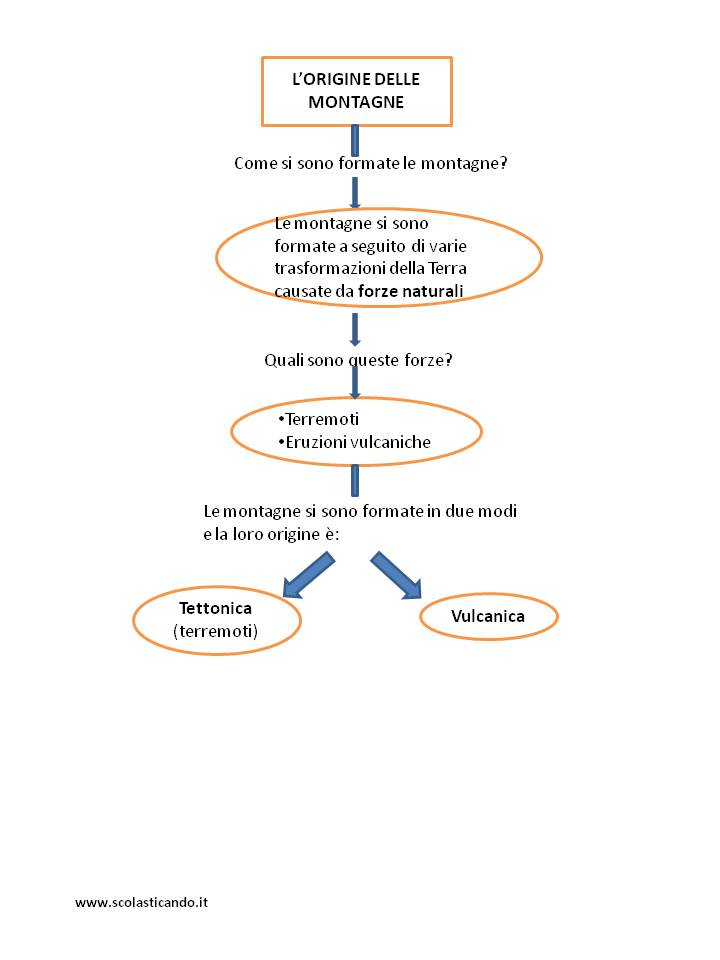 L'ORIGINE DELLE
MONTAGNE
Come si sono formate le montagne?
Le montagne si sono
formate a seguito di varie
trasformazioni della Terra
causate da forze naturali
Quali sono queste forze?
•Terremoti
•Eruzioni vulcaniche
Le montagne si sono formate in due modi
e la loro origine è:
Tettonica
(terremoti)
Vulcanica
www.scolasticando.it